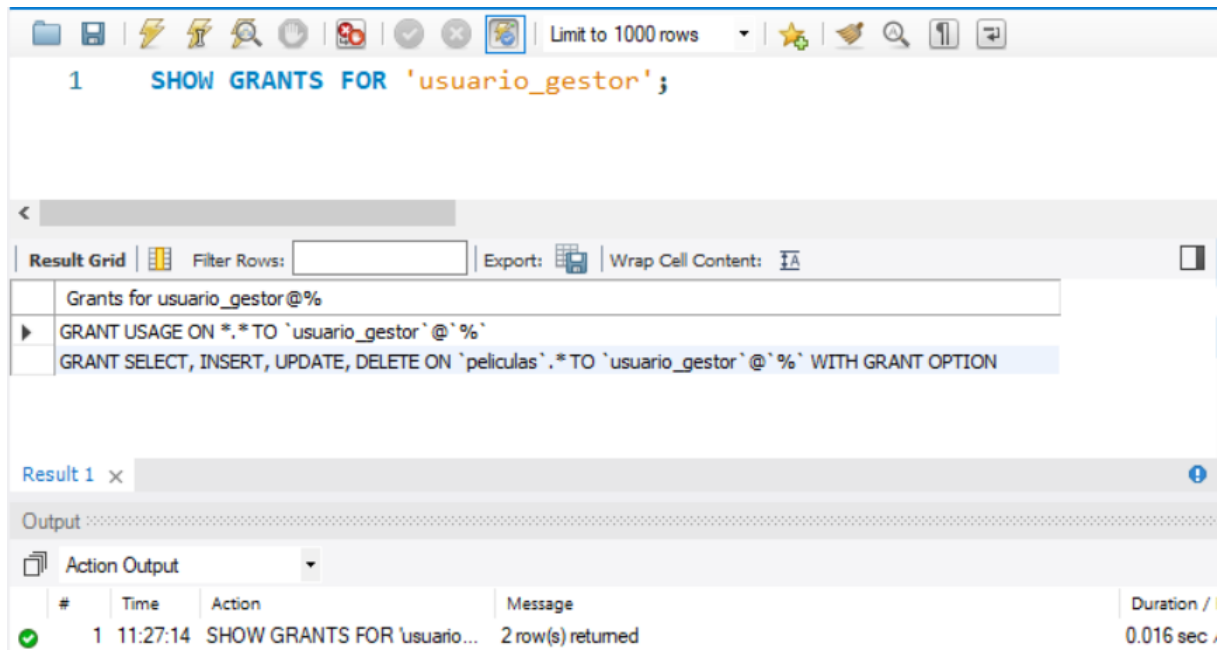 Limit to 1000 rows
1 SHOW GRANTS FOR 'usuario_gestor';
Result Grid Filter Rows: Export: Wrap Cell Content:
Grants for usuario_gestor@%
GRANT USAGE ON *.* TO `usuario_gestor`@`%`
GRANT SELECT, INSERT, UPDATE, DELETE ON `peliculas`.* TO `usuario_gestor`@`%` WITH GRANT OPTION
Result 1
Output
Action Output
# Time Action Message Duration /
1 11:27:14 SHOW GRANTS FOR 'usuario... 2 row(s) returned 0.016 sec /